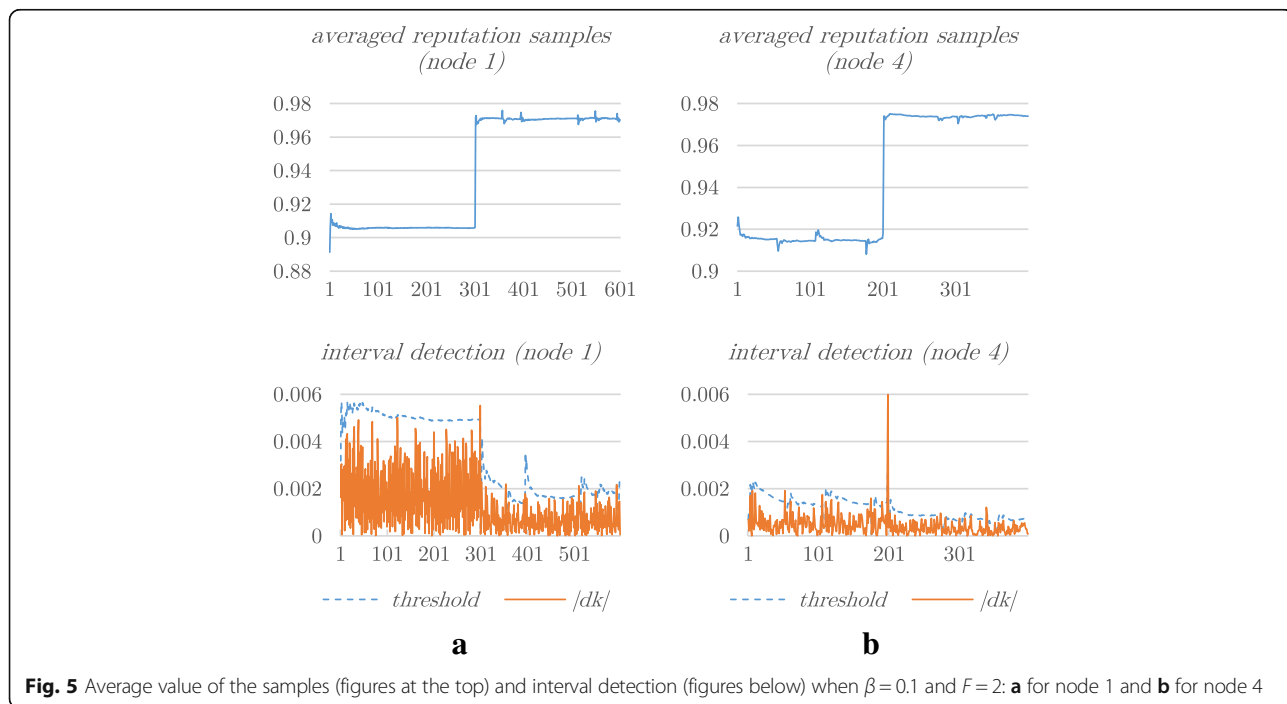 averaged reputation samples
(node 1)
0.98
0.96
0.94
0.92
0.9
0.88
1 101 201 301 401 501 601
averaged reputation samples
(node 4)
0.98
0.96
0.94
0.92
0.9
1 101 201 301
interval detection (node 1)
0.006
0.004
0.002
0
1 101 201 301 401 501
threshold |dk|
a
interval detection (node 4)
0.006
0.004
0.002
0
1 101 201 301
threshold |dk|
b
Fig. 5 Average value of the samples (figures at the top) and interval detection (figures below) when β = 0.1 and F = 2: a for node 1 and b for node 4